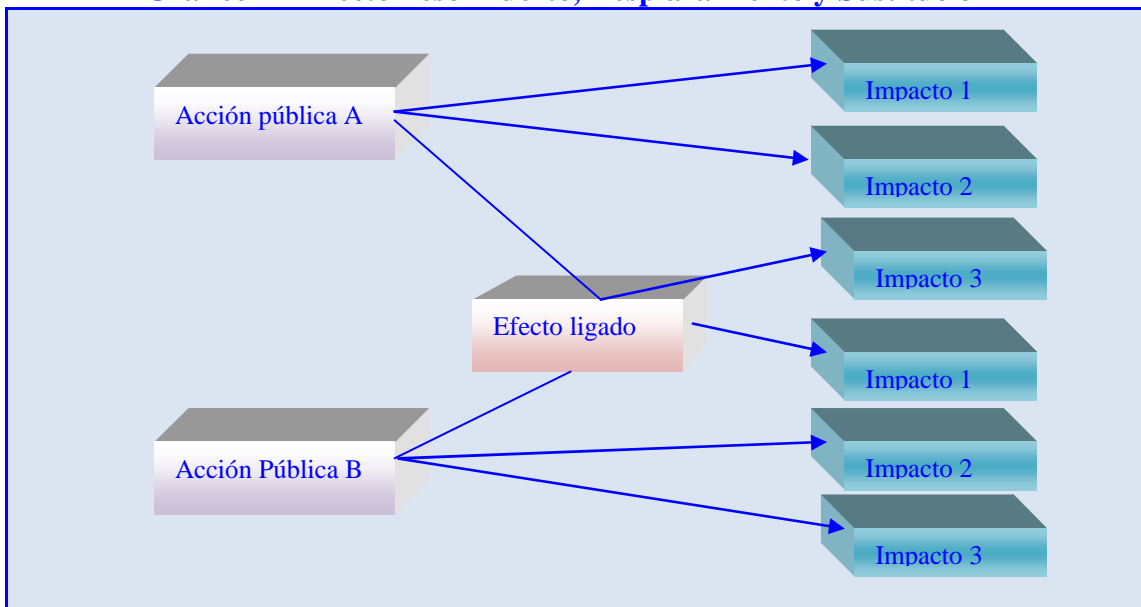 Acción pública A
Impacto 1
Impacto 2
Impacto 3
Efecto ligado
Impacto 1
Acción Pública B
Impacto 2
Impacto 3